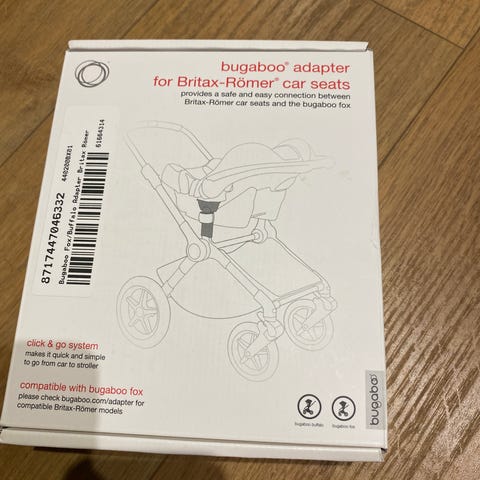 bugaboo® adapter
for Britax-Römer® car seats
provides a safe and easy connection between
Britax-Römer car seats and the bugaboo fox
8717447046332
440200BX01
Bugaboo Fox/Buffalo Adapter Britax Römer
61664314
click & go system
makes it quick and simple
to go from car to stroller
compatible with bugaboo fox
please check bugaboo.com/adapter for
compatible Britax-Römer models
bugaboo buffalo
bugaboo fox
bugaboo